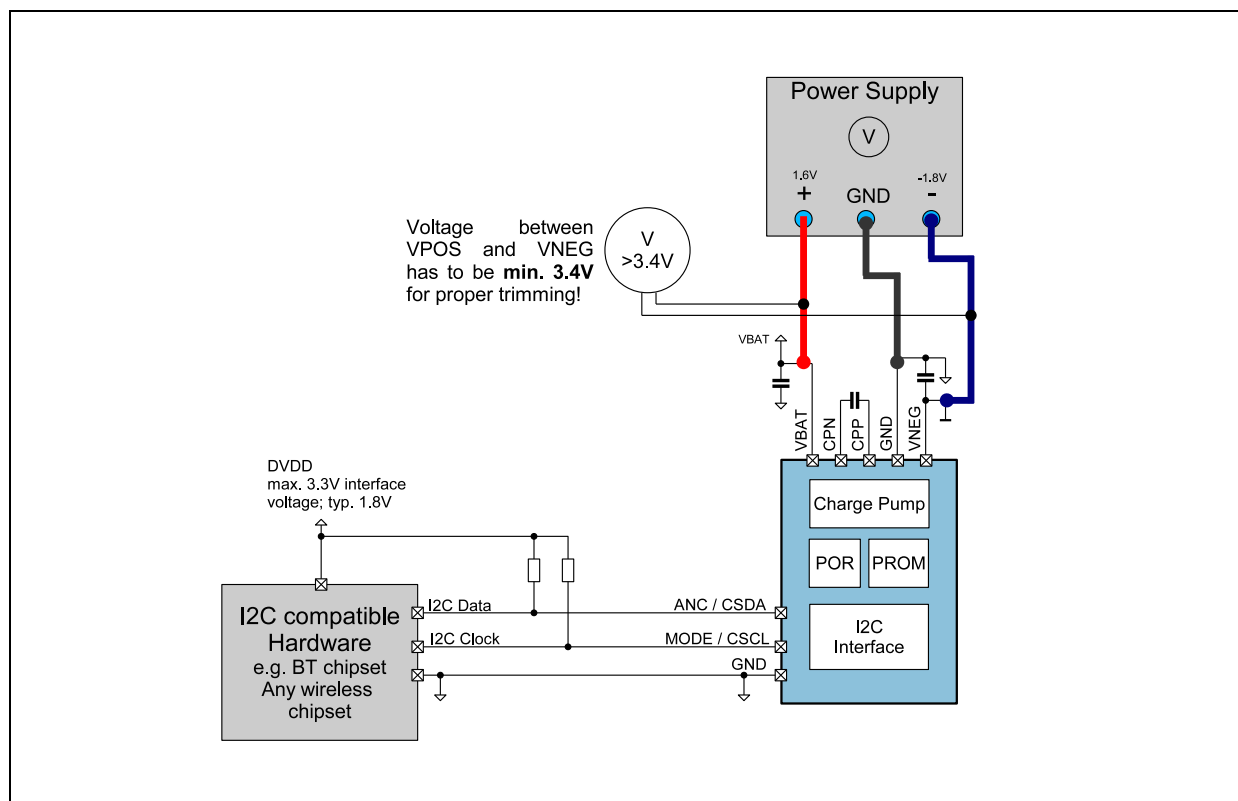 Power Supply
V
1.6V
-1.8V
+
GND
-
Voltage between
VPOS and VNEG
has to be min. 3.4V
for proper trimming!
V
>3.4V
VBAT
VBAT
CPN
CPP
GND
VNEG
DVDD
max. 3.3V interface
voltage; typ. 1.8V
Charge Pump
POR
PROM
I2C
Interface
I2C compatible
Hardware
e.g. BT chipset
Any wireless
chipset
I2C Data
ANC / CSDA
I2C Clock
MODE / CSCL
GND